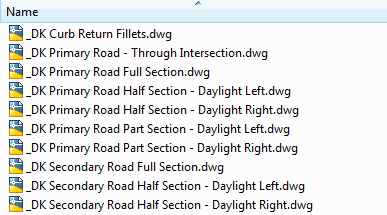 Name
_DK Curb Return Fillets.dwg
_DK Primary Road - Through Intersection.dwg
_DK Primary Road Full Section.dwg
_DK Primary Road Half Section - Daylight Left.dwg
_DK Primary Road Half Section - Daylight Right.dwg
_DK Primary Road Part Section - Daylight Left.dwg
_DK Primary Road Part Section - Daylight Right.dwg
_DK Secondary Road Full Section.dwg
_DK Secondary Road Half Section - Daylight Left.dwg
_DK Secondary Road Half Section - Daylight Right.dwg